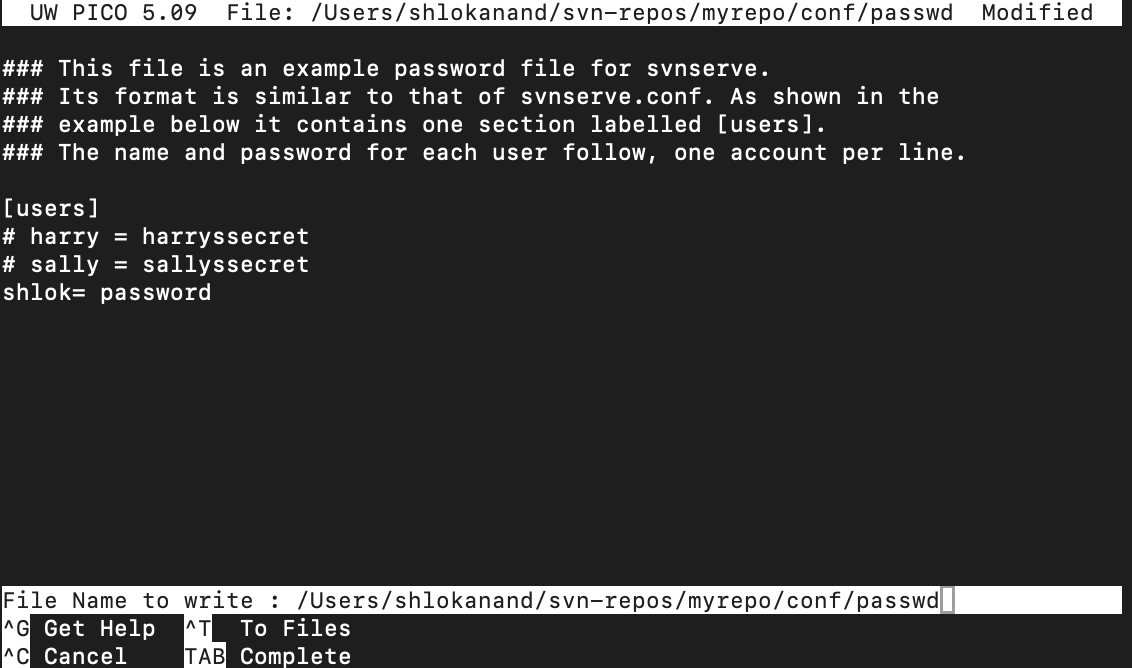 UW PICO 5.09  File: /Users/shlokanand/svn-repos/myrepo/conf/passwd  Modified
### This file is an example password file for svnserve.
### Its format is similar to that of svnserve.conf. As shown in the
### example below it contains one section labelled [users].
### The name and password for each user follow, one account per line.
[users]
# harry = harryssecret
# sally = sallyssecret
shlok= password
File Name to write : /Users/shlokanand/svn-repos/myrepo/conf/passwd
^G Get Help  ^T  To Files
^C Cancel    TAB Complete